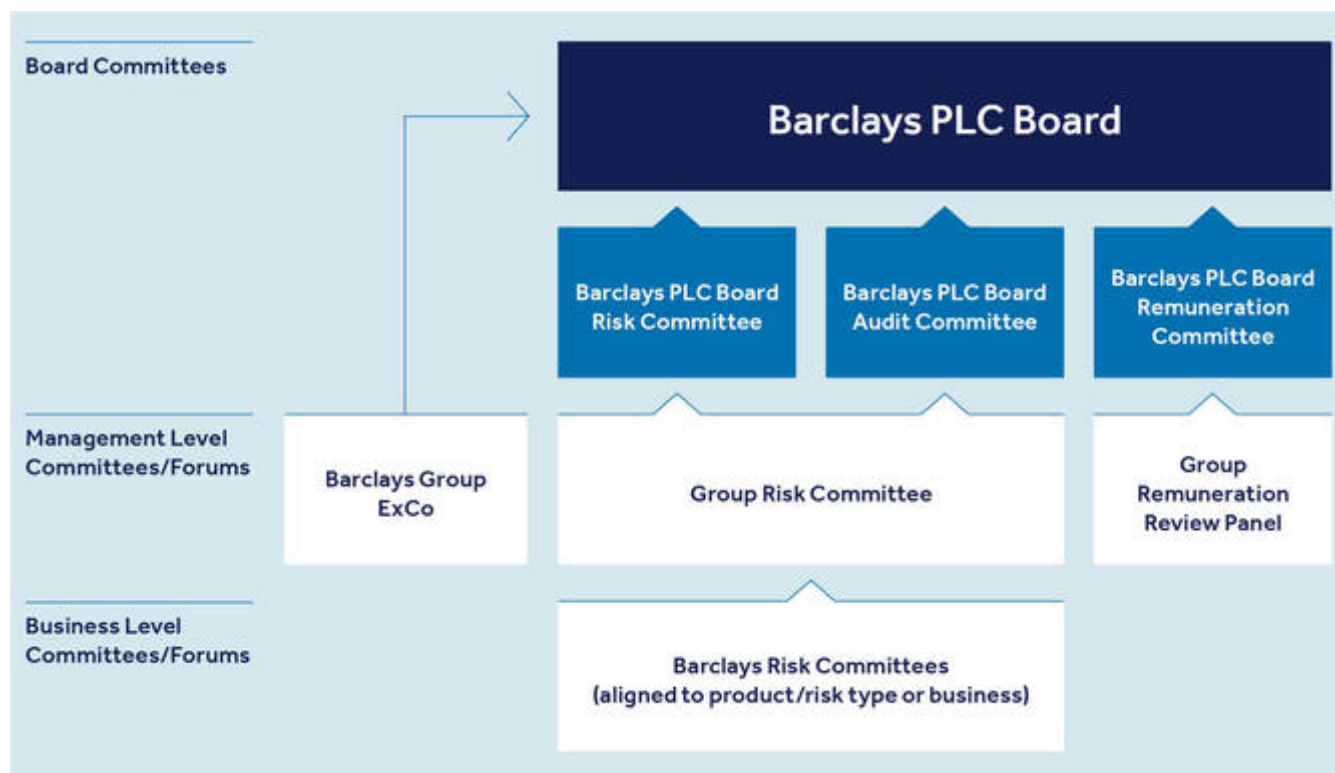 Board Committees
Barclays PLC Board
Barclays PLC Board
Risk Committee
Barclays PLC Board
Audit Committee
Barclays PLC Board
Remuneration
Committee
Management Level
Committees/Forums
Barclays Group
ExCo
Group Risk Committee
Group
Remuneration
Review Panel
Business Level
Committees/Forums
Barclays Risk Committees
(aligned to product/risk type or business)